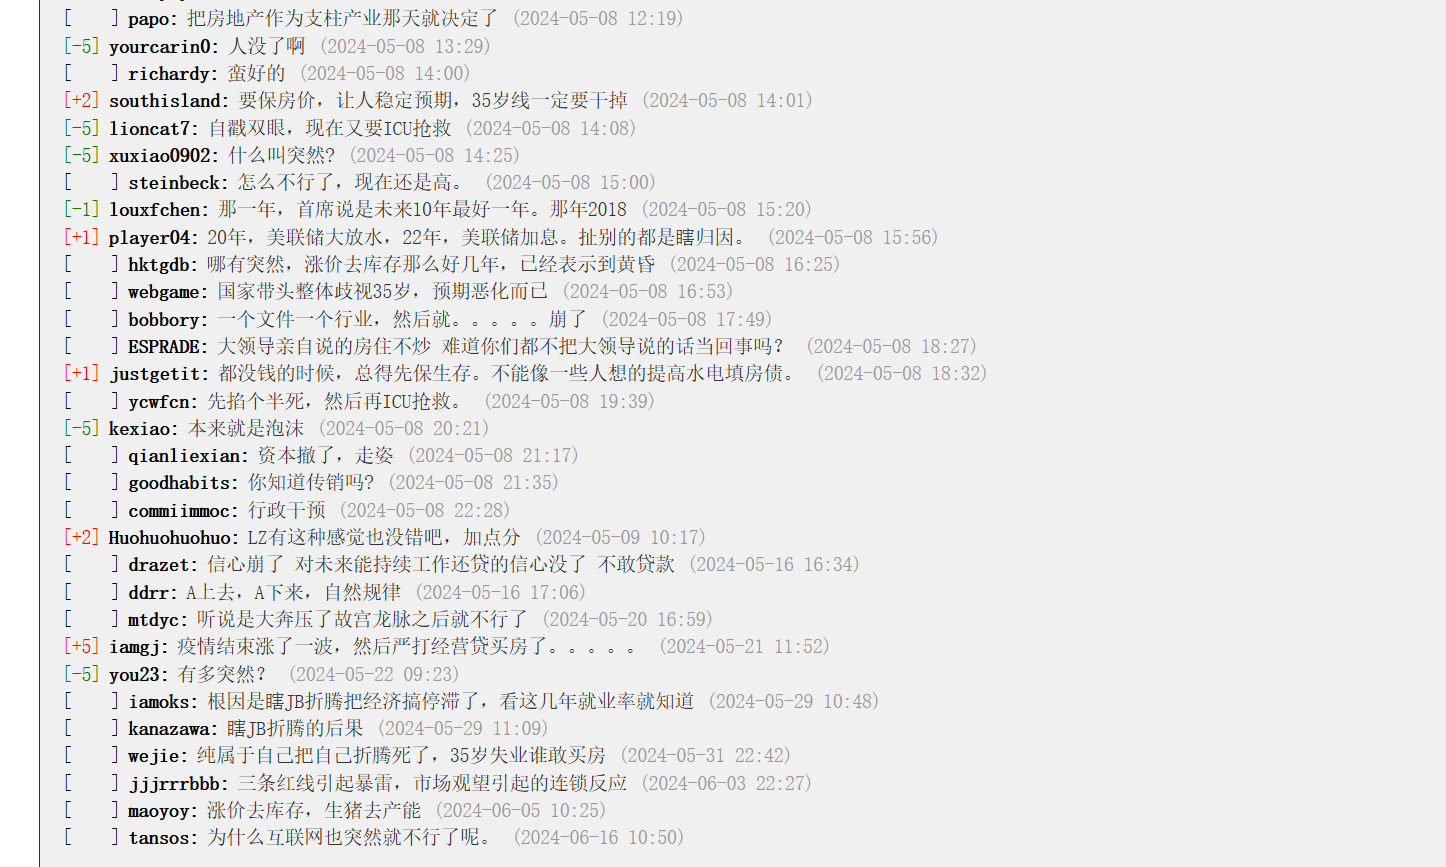 [    ] papo: 把房地产作为支柱产业那天就决定了 (2024-05-08 12:19)
[-5] yourcarin0: 人没了啊 (2024-05-08 13:29)
[    ] richardy: 蛮好的 (2024-05-08 14:00)
[+2] southisland: 要保房价，让人稳定预期，35岁线一定要干掉 (2024-05-08 14:01)
[-5] lioncat7: 自戳双眼，现在又要ICU抢救 (2024-05-08 14:08)
[-5] xuxiao0902: 什么叫突然? (2024-05-08 14:25)
[    ] steinbeck: 怎么不行了，现在还是高。 (2024-05-08 15:00)
[-1] louxfchen: 那一年，首席说是未来10年最好一年。那年2018 (2024-05-08 15:20)
[+1] player04: 20年，美联储大放水，22年，美联储加息。扯别的都是瞎归因。 (2024-05-08 15:56)
[    ] hktgdb: 哪有突然，涨价去库存那么好几年，已经表示到黄昏 (2024-05-08 16:25)
[    ] webgame: 国家带头整体歧视35岁，预期恶化而已 (2024-05-08 16:53)
[    ] bobbory: 一个文件一个行业，然后就。。。。。崩了 (2024-05-08 17:49)
[    ] ESPRADE: 大领导亲自说的房住不炒 难道你们都不把大领导说的话当回事吗？ (2024-05-08 18:27)
[+1] justgetit: 都没钱的时候，总得先保生存。不能像一些人想的提高水电填房债。 (2024-05-08 18:32)
[    ] ycwfcn: 先掐个半死，然后再ICU抢救。 (2024-05-08 19:39)
[-5] kexiao: 本来就是泡沫 (2024-05-08 20:21)
[    ] qianliexian: 资本撤了，走姿 (2024-05-08 21:17)
[    ] goodhabits: 你知道传销吗? (2024-05-08 21:35)
[    ] commiimmoc: 行政干预 (2024-05-08 22:28)
[+2] Huohuohuohuo: LZ有这种感觉也没错吧，加点分 (2024-05-09 10:17)
[    ] drazet: 信心崩了 对未来能持续工作还贷的信心没了 不敢贷款 (2024-05-16 16:34)
[    ] ddrr: A上去，A下来，自然规律 (2024-05-16 17:06)
[    ] mtdyc: 听说是大奔压了故宫龙脉之后就不行了 (2024-05-20 16:59)
[+5] iamgj: 疫情结束涨了一波，然后严打经营贷买房了。。。。。 (2024-05-21 11:52)
[-5] you23: 有多突然？ (2024-05-22 09:23)
[    ] iamoks: 根因是瞎JB折腾把经济搞停滞了，看这几年就业率就知道 (2024-05-29 10:48)
[    ] kanazawa: 瞎JB折腾的后果 (2024-05-29 11:09)
[    ] wejie: 纯属于自己把自己折腾死了，35岁失业谁敢买房 (2024-05-31 22:42)
[    ] jjjrrrbbb: 三条红线引起暴雷，市场观望引起的连锁反应 (2024-06-03 22:27)
[    ] maoyoy: 涨价去库存，生猪去产能 (2024-06-05 10:25)
[    ] tansos: 为什么互联网也突然就不行了呢。 (2024-06-16 10:50)